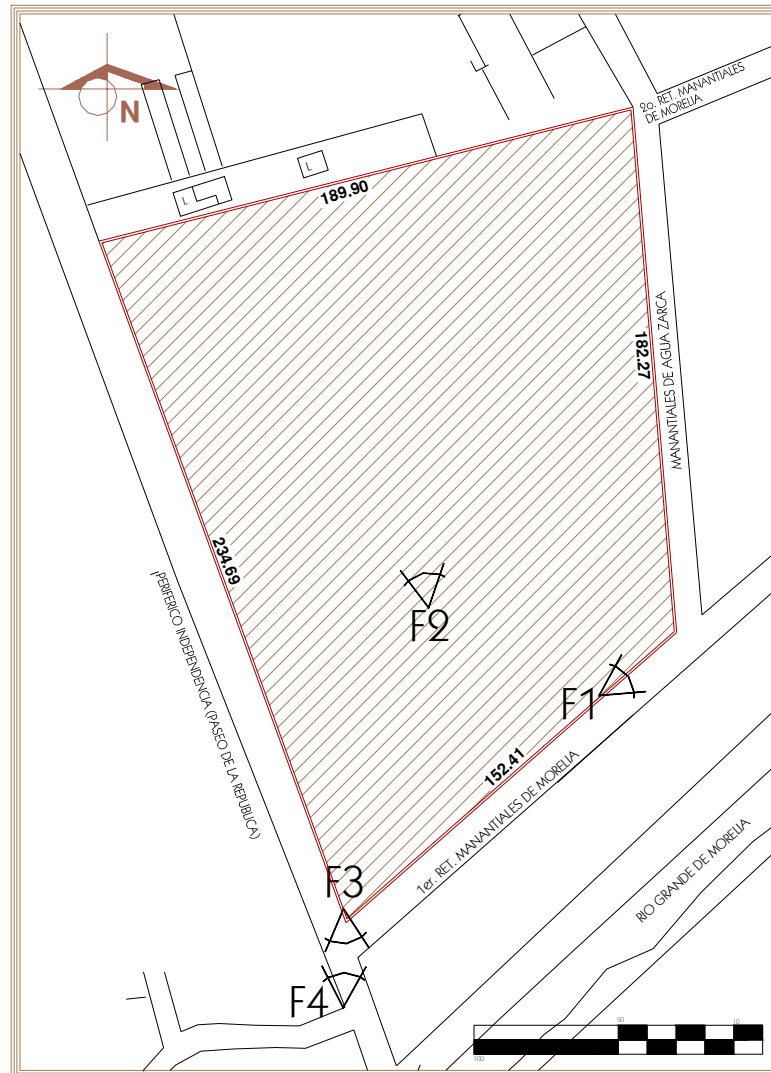 N
2o. RET. MANANTIALES
DE MORELIA
L
L
189.90
182.27
MANANTIALES DE AGUA ZARCA
234.69
PERIFERICO INDEPENDENCIA (PASEO DE LA REPUBLICA)
F2
F1
152.41
1er. RET. MANANTIALES DE MORELIA
F3
RIO GRANDE DE MORELIA
F4
50
10
100